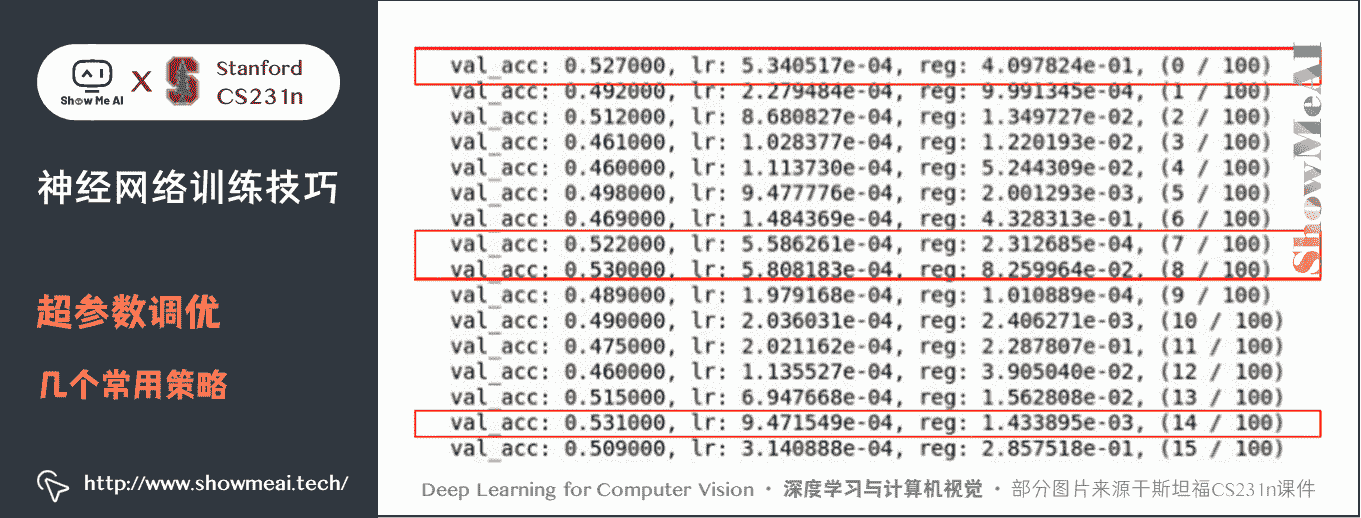 Show Me AI
X
Stanford
CS231n
神经网络训练技巧
超参数调优
几个常用策略
http://www.showmeai.tech/
val_acc: 0.527000, lr: 5.340517e-04, reg: 4.097824e-01, (0 / 100)
val_acc: 0.492000, lr: 2.279484e-04, reg: 9.991345e-04, (1 / 100)
val_acc: 0.512000, lr: 8.680827e-04, reg: 1.349727e-02, (2 / 100)
val_acc: 0.461000, lr: 1.028377e-04, reg: 1.220193e-02, (3 / 100)
val_acc: 0.460000, lr: 1.113730e-04, reg: 5.244309e-02, (4 / 100)
val_acc: 0.498000, lr: 9.477776e-04, reg: 2.001293e-03, (5 / 100)
val_acc: 0.469000, lr: 1.484369e-04, reg: 4.328313e-01, (6 / 100)
val_acc: 0.522000, lr: 5.586261e-04, reg: 2.312685e-04, (7 / 100)
val_acc: 0.530000, lr: 5.808183e-04, reg: 8.259964e-02, (8 / 100)
val_acc: 0.489000, lr: 1.979168e-04, reg: 1.010889e-04, (9 / 100)
val_acc: 0.490000, lr: 2.036031e-04, reg: 2.406271e-03, (10 / 100)
val_acc: 0.475000, lr: 2.021162e-04, reg: 2.287807e-01, (11 / 100)
val_acc: 0.460000, lr: 1.135527e-04, reg: 3.905040e-02, (12 / 100)
val_acc: 0.515000, lr: 6.947668e-04, reg: 1.562808e-02, (13 / 100)
val_acc: 0.531000, lr: 9.471549e-04, reg: 1.433895e-03, (14 / 100)
val_acc: 0.509000, lr: 3.140888e-04, reg: 2.857518e-01, (15 / 100)
ShowMeAI
Deep Learning for Computer Vision · 深度学习与计算机视觉 · 部分图片来源于斯坦福CS231n课件